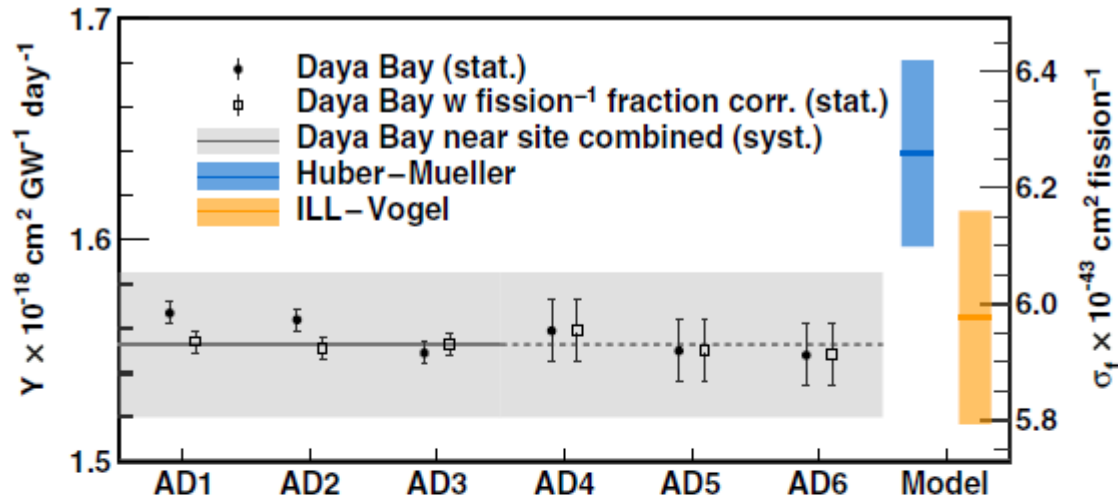 Y × 10⁻¹⁸ cm² GW⁻¹ day⁻¹
1.7
1.6
1.5
Daya Bay (stat.)
Daya Bay w fission⁻¹ fraction corr. (stat.)
Daya Bay near site combined (syst.)
Huber−Mueller
ILL−Vogel
6.4
6.2
6.0
5.8
σf × 10⁻⁴³ cm² fission⁻¹
AD1 AD2 AD3 AD4 AD5 AD6 Model